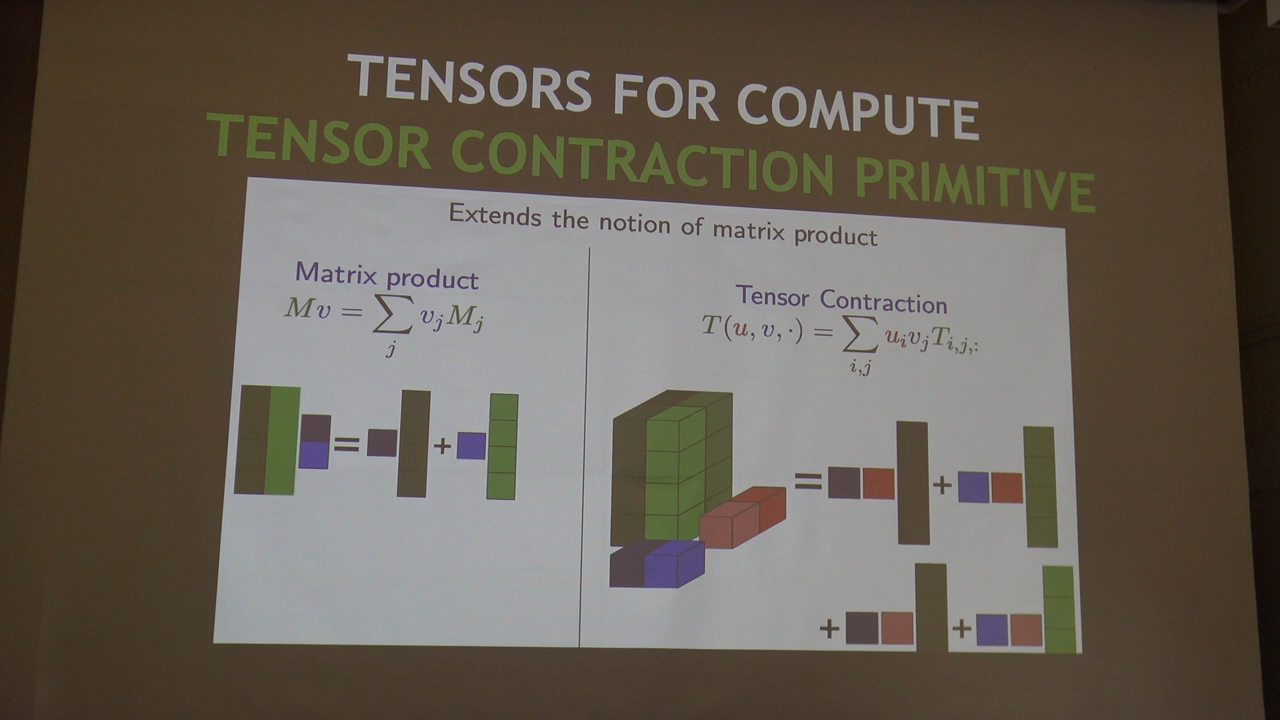 TENSORS FOR COMPUTE
TENSOR CONTRACTION PRIMITIVE
Extends the notion of matrix product
Matrix product
Mv = ∑_j v_j M_j
Tensor Contraction
T(u, v, ·) = ∑_{i,j} u_i v_j T_{i,j,:}
= +
= +
+ +